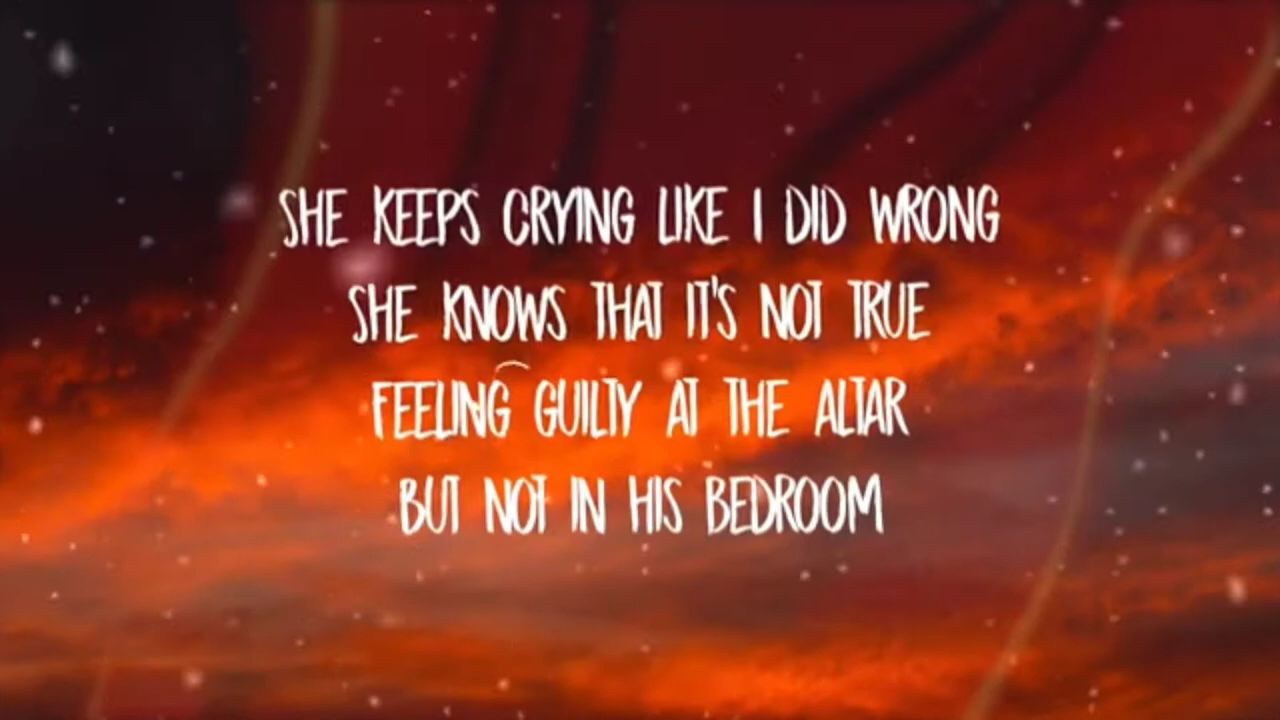 SHE KEEPS CRYING LIKE I DID WRONG
SHE KNOWS THAT IT'S NOT TRUE
FEELING GUILTY AT THE ALTAR
BUT NOT IN HIS BEDROOM